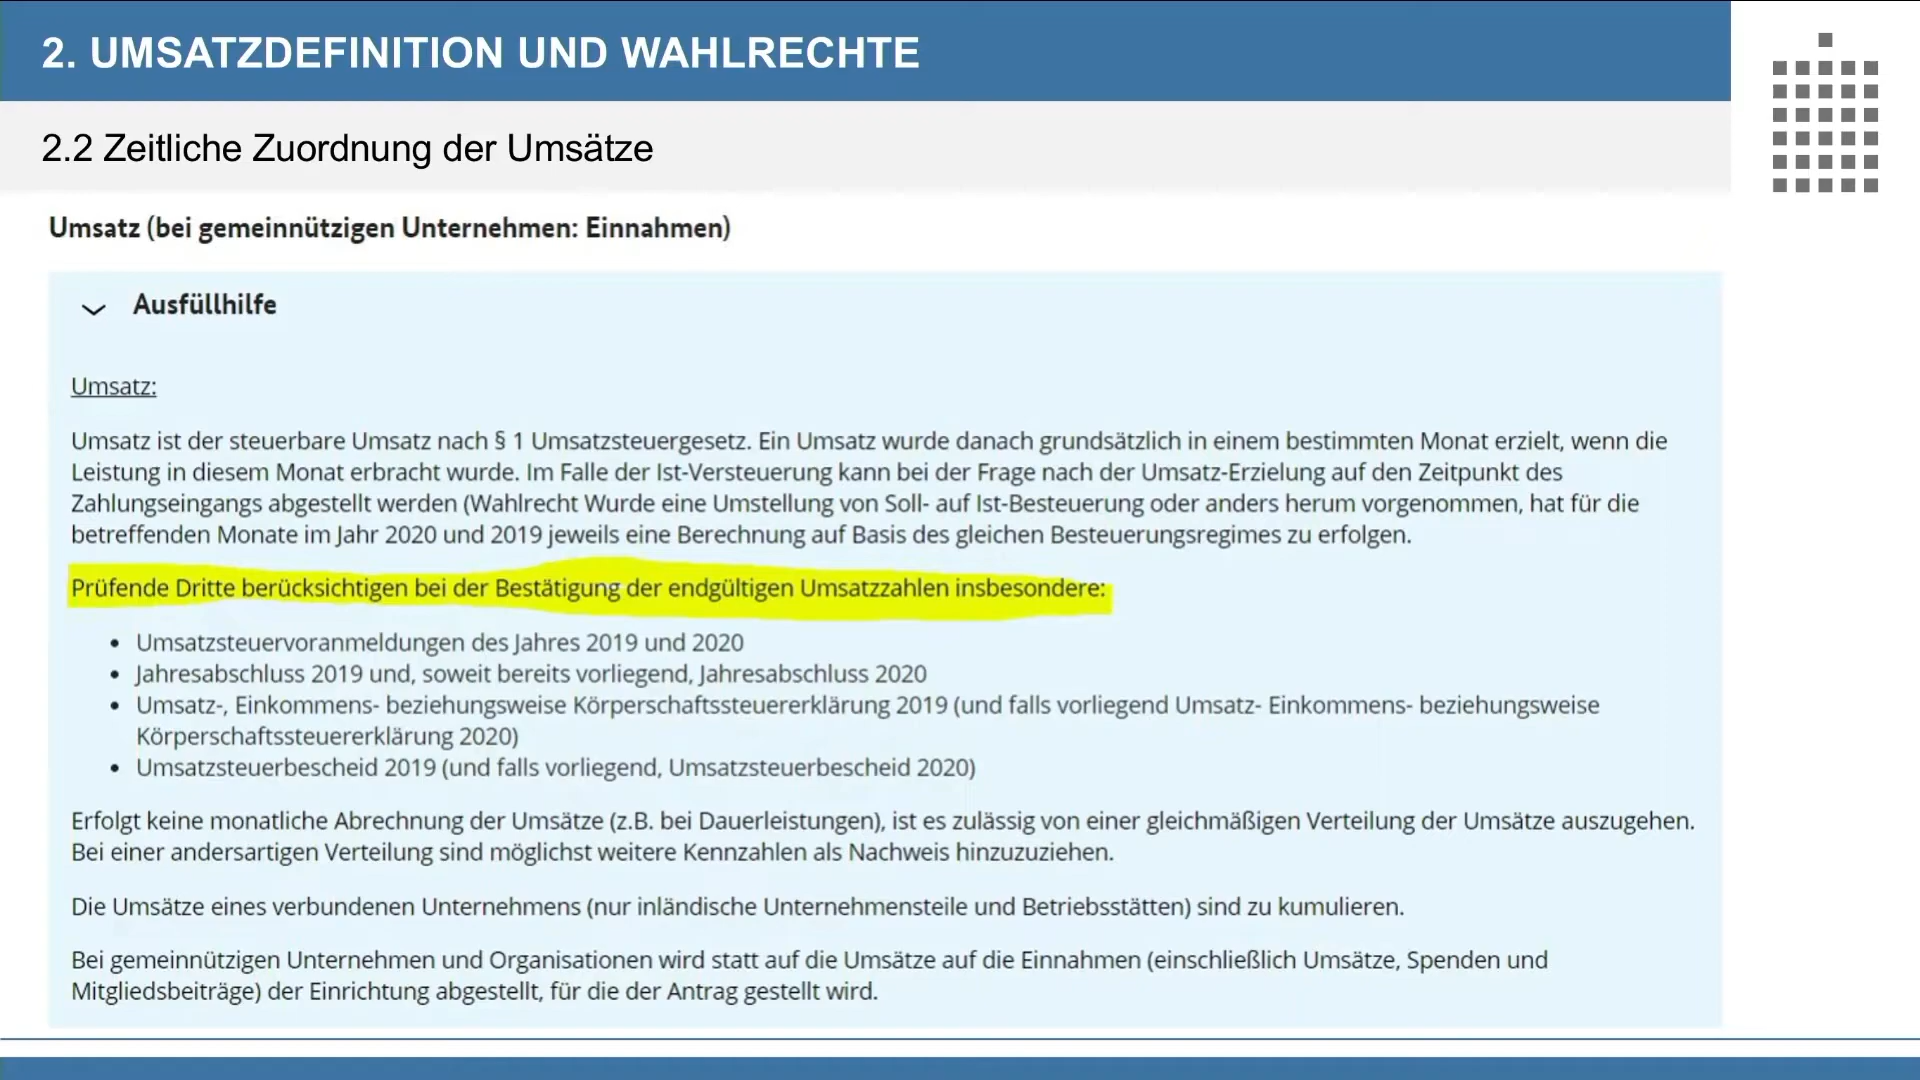 2. UMSATZDEFINITION UND WAHLRECHTE
2.2 Zeitliche Zuordnung der Umsätze
Umsatz (bei gemeinnützigen Unternehmen: Einnahmen)
Ausfüllhilfe
Umsatz:
Umsatz ist der steuerbare Umsatz nach § 1 Umsatzsteuergesetz. Ein Umsatz wurde danach grundsätzlich in einem bestimmten Monat erzielt, wenn die
Leistung in diesem Monat erbracht wurde. Im Falle der Ist-Versteuerung kann bei der Frage nach der Umsatz-Erzielung auf den Zeitpunkt des
Zahlungseingangs abgestellt werden (Wahlrecht Wurde eine Umstellung von Soll- auf Ist-Besteuerung oder anders herum vorgenommen, hat für die
betreffenden Monate im Jahr 2020 und 2019 jeweils eine Berechnung auf Basis des gleichen Besteuerungsregimes zu erfolgen.
Prüfende Dritte berücksichtigen bei der Bestätigung der endgültigen Umsatzzahlen insbesondere:
• Umsatzsteuervoranmeldungen des Jahres 2019 und 2020
• Jahresabschluss 2019 und, soweit bereits vorliegend, Jahresabschluss 2020
• Umsatz-, Einkommens- beziehungsweise Körperschaftssteuererklärung 2019 (und falls vorliegend Umsatz- Einkommens- beziehungsweise
Körperschaftssteuererklärung 2020)
• Umsatzsteuerbescheid 2019 (und falls vorliegend, Umsatzsteuerbescheid 2020)
Erfolgt keine monatliche Abrechnung der Umsätze (z.B. bei Dauerleistungen), ist es zulässig von einer gleichmäßigen Verteilung der Umsätze auszugehen.
Bei einer andersartigen Verteilung sind möglichst weitere Kennzahlen als Nachweis hinzuzuziehen.
Die Umsätze eines verbundenen Unternehmens (nur inländische Unternehmensteile und Betriebsstätten) sind zu kumulieren.
Bei gemeinnützigen Unternehmen und Organisationen wird statt auf die Umsätze auf die Einnahmen (einschließlich Umsätze, Spenden und
Mitgliedsbeiträge) der Einrichtung abgestellt, für die der Antrag gestellt wird.